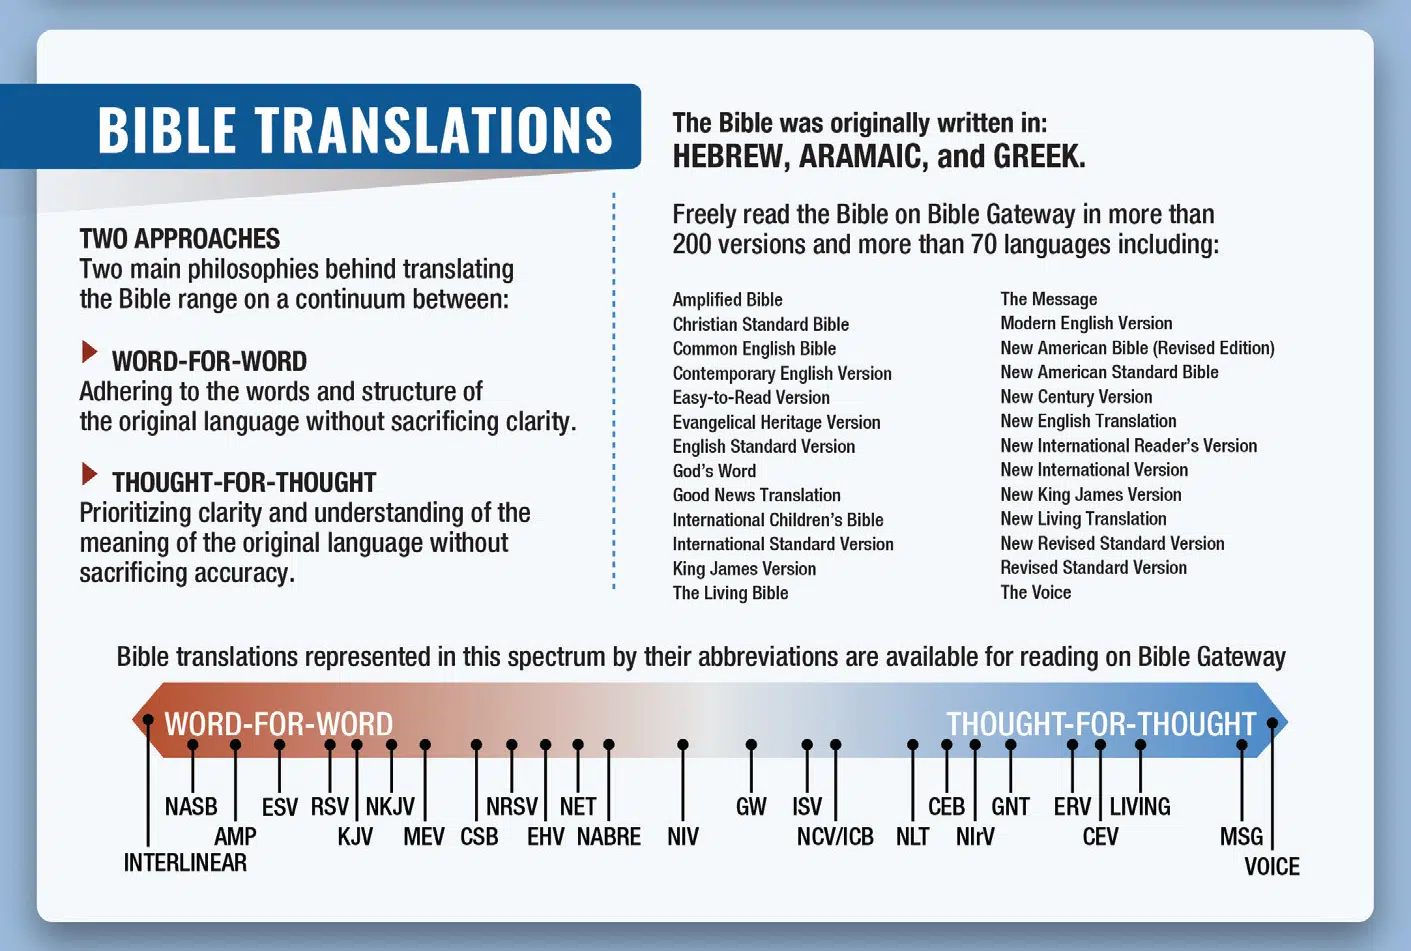 BIBLE TRANSLATIONS
TWO APPROACHES
Two main philosophies behind translating
the Bible range on a continuum between:
WORD-FOR-WORD
Adhering to the words and structure of
the original language without sacrificing clarity.
THOUGHT-FOR-THOUGHT
Prioritizing clarity and understanding of the
meaning of the original language without
sacrificing accuracy.
The Bible was originally written in:
HEBREW, ARAMAIC, and GREEK.
Freely read the Bible on Bible Gateway in more than
200 versions and more than 70 languages including:
Amplified Bible
Christian Standard Bible
Common English Bible
Contemporary English Version
Easy-to-Read Version
Evangelical Heritage Version
English Standard Version
God's Word
Good News Translation
International Children's Bible
International Standard Version
King James Version
The Living Bible
The Message
Modern English Version
New American Bible (Revised Edition)
New American Standard Bible
New Century Version
New English Translation
New International Reader's Version
New International Version
New King James Version
New Living Translation
New Revised Standard Version
Revised Standard Version
The Voice
Bible translations represented in this spectrum by their abbreviations are available for reading on Bible Gateway
WORD-FOR-WORD THOUGHT-FOR-THOUGHT
NASB ESV RSV NKJV NRSV NET GW ISV CEB GNT ERV LIVING
AMP KJV MEV CSB EHV NABRE NIV NCV/ICB NLT NIrV CEV MSG
INTERLINEAR VOICE